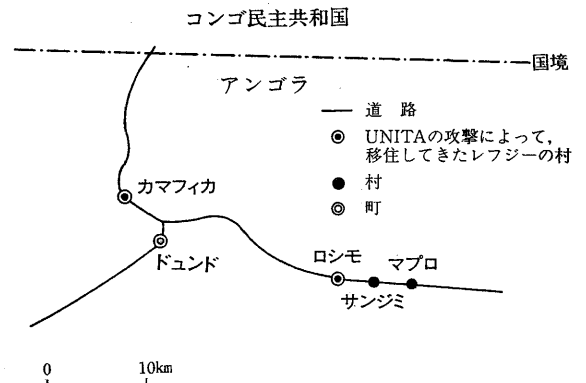 コンゴ民主共和国
国境
アンゴラ
道路
UNITAの攻撃によって，
移住してきたレフジーの村
村
町
カマフィカ
ドュンド
ロシモ
マプロ
サンジミ
0 10km